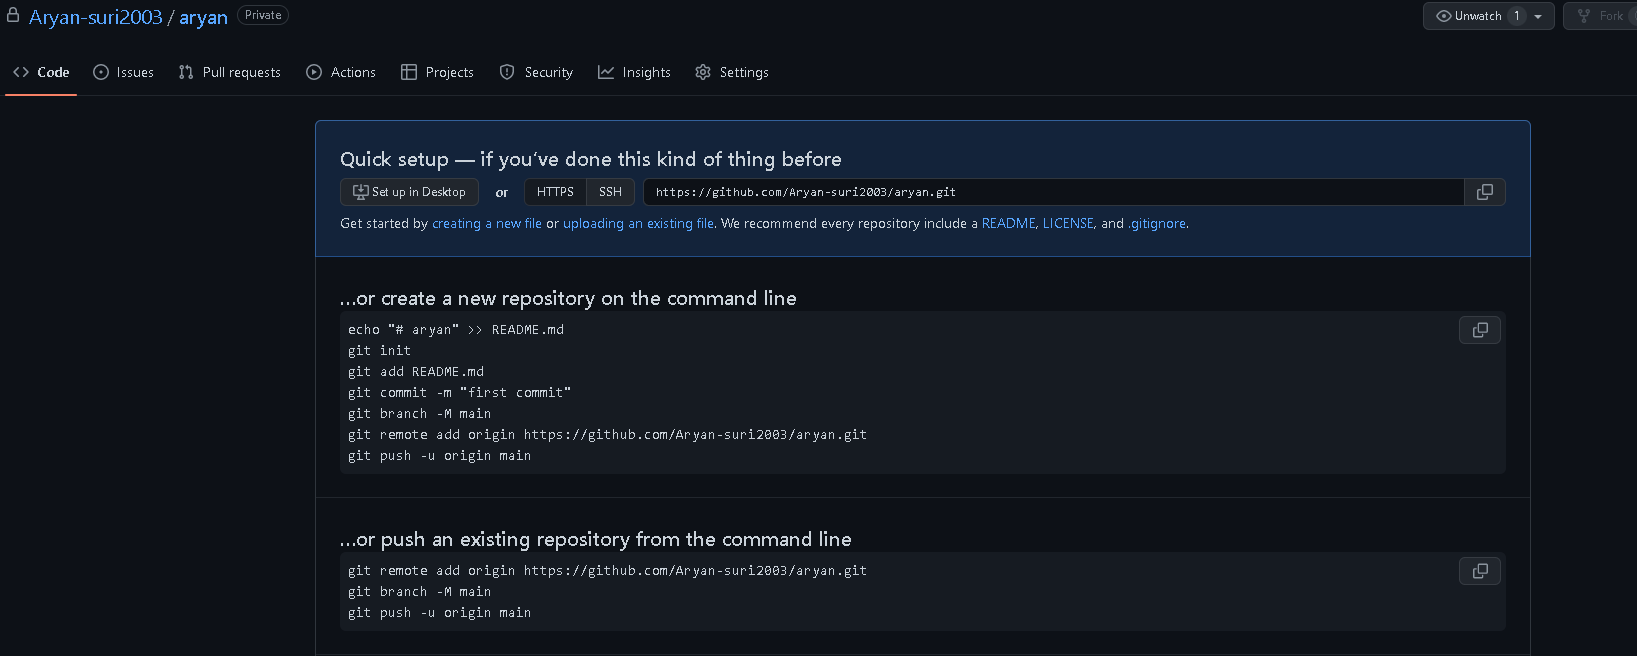 Aryan-suri2003 / aryan Private
Unwatch 1
Fork
Code Issues Pull requests Actions Projects Security Insights Settings
Quick setup — if you’ve done this kind of thing before
Set up in Desktop or HTTPS SSH https://github.com/Aryan-suri2003/aryan.git
Get started by creating a new file or uploading an existing file. We recommend every repository include a README, LICENSE, and .gitignore.
…or create a new repository on the command line
echo "# aryan" >> README.md
git init
git add README.md
git commit -m "first commit"
git branch -M main
git remote add origin https://github.com/Aryan-suri2003/aryan.git
git push -u origin main
…or push an existing repository from the command line
git remote add origin https://github.com/Aryan-suri2003/aryan.git
git branch -M main
git push -u origin main